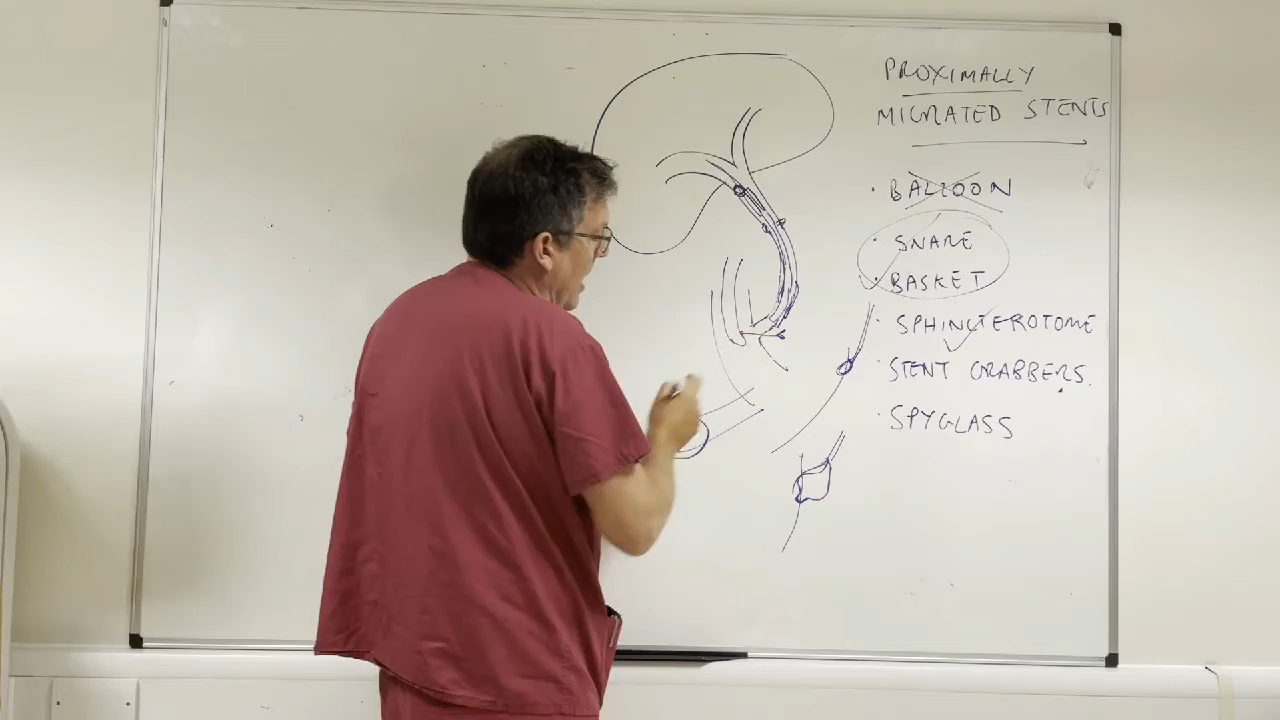 PROXIMALLY
MIGRATED STENTS
· BALLOON
· SNARE
· BASKET
· SPHINCTEROTOME
· STENT GRABBERS.
· SPYGLASS